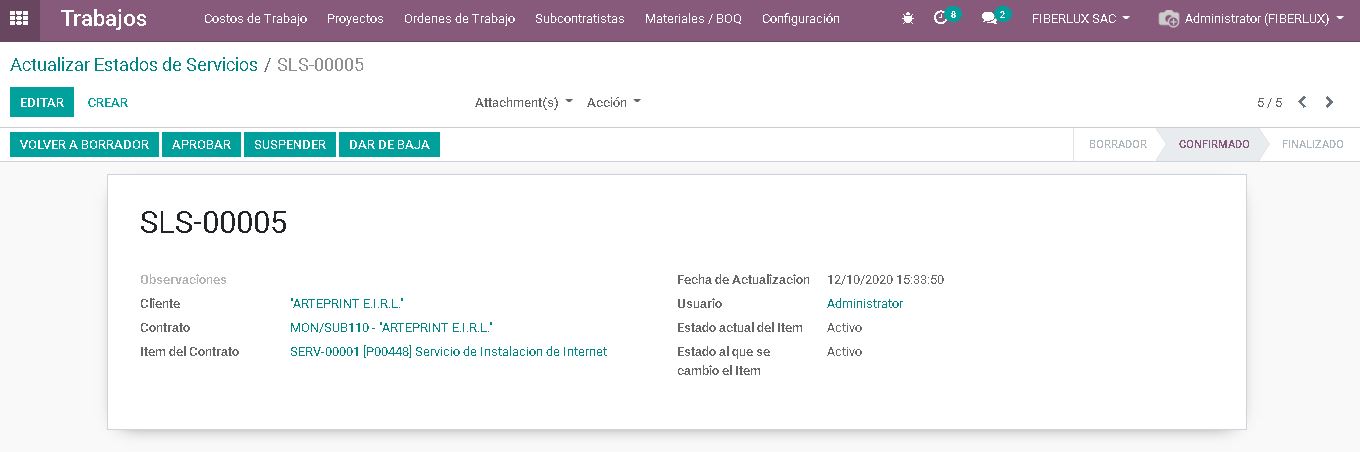 Trabajos Costos de Trabajo Proyectos Ordenes de Trabajo Subcontratistas Materiales / BOQ Configuración 8 2 FIBERLUX SAC Administrator (FIBERLUX)
Actualizar Estados de Servicios / SLS-00005
EDITAR CREAR Attachment(s) Acción 5 / 5
VOLVER A BORRADOR APROBAR SUSPENDER DAR DE BAJA BORRADOR CONFIRMADO FINALIZADO
SLS-00005
Observaciones
Cliente "ARTEPRINT E.I.R.L."
Contrato MON/SUB110 - "ARTEPRINT E.I.R.L."
Item del Contrato SERV-00001 [P00448] Servicio de Instalacion de Internet
Fecha de Actualizacion 12/10/2020 15:33:50
Usuario Administrator
Estado actual del Item Activo
Estado al que se Activo
cambio el Item